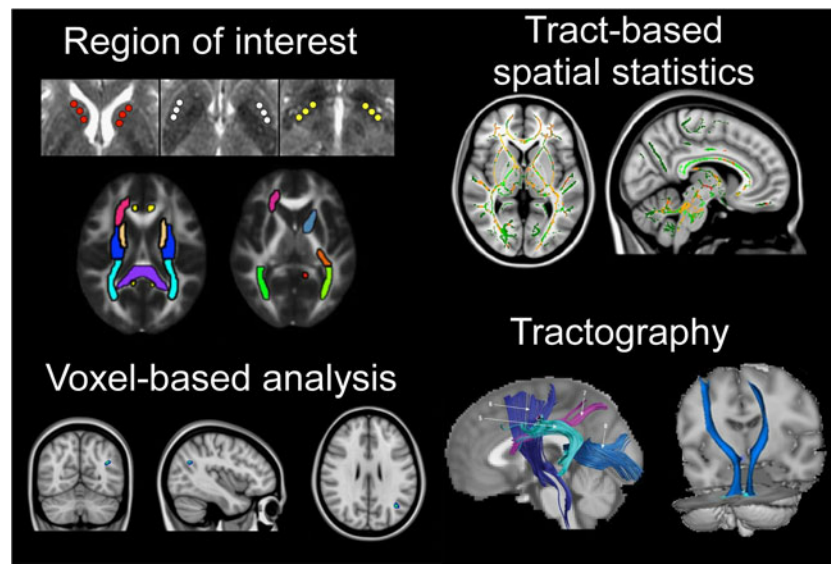 Region of interest
Tract-based
spatial statistics
Voxel-based analysis
Tractography